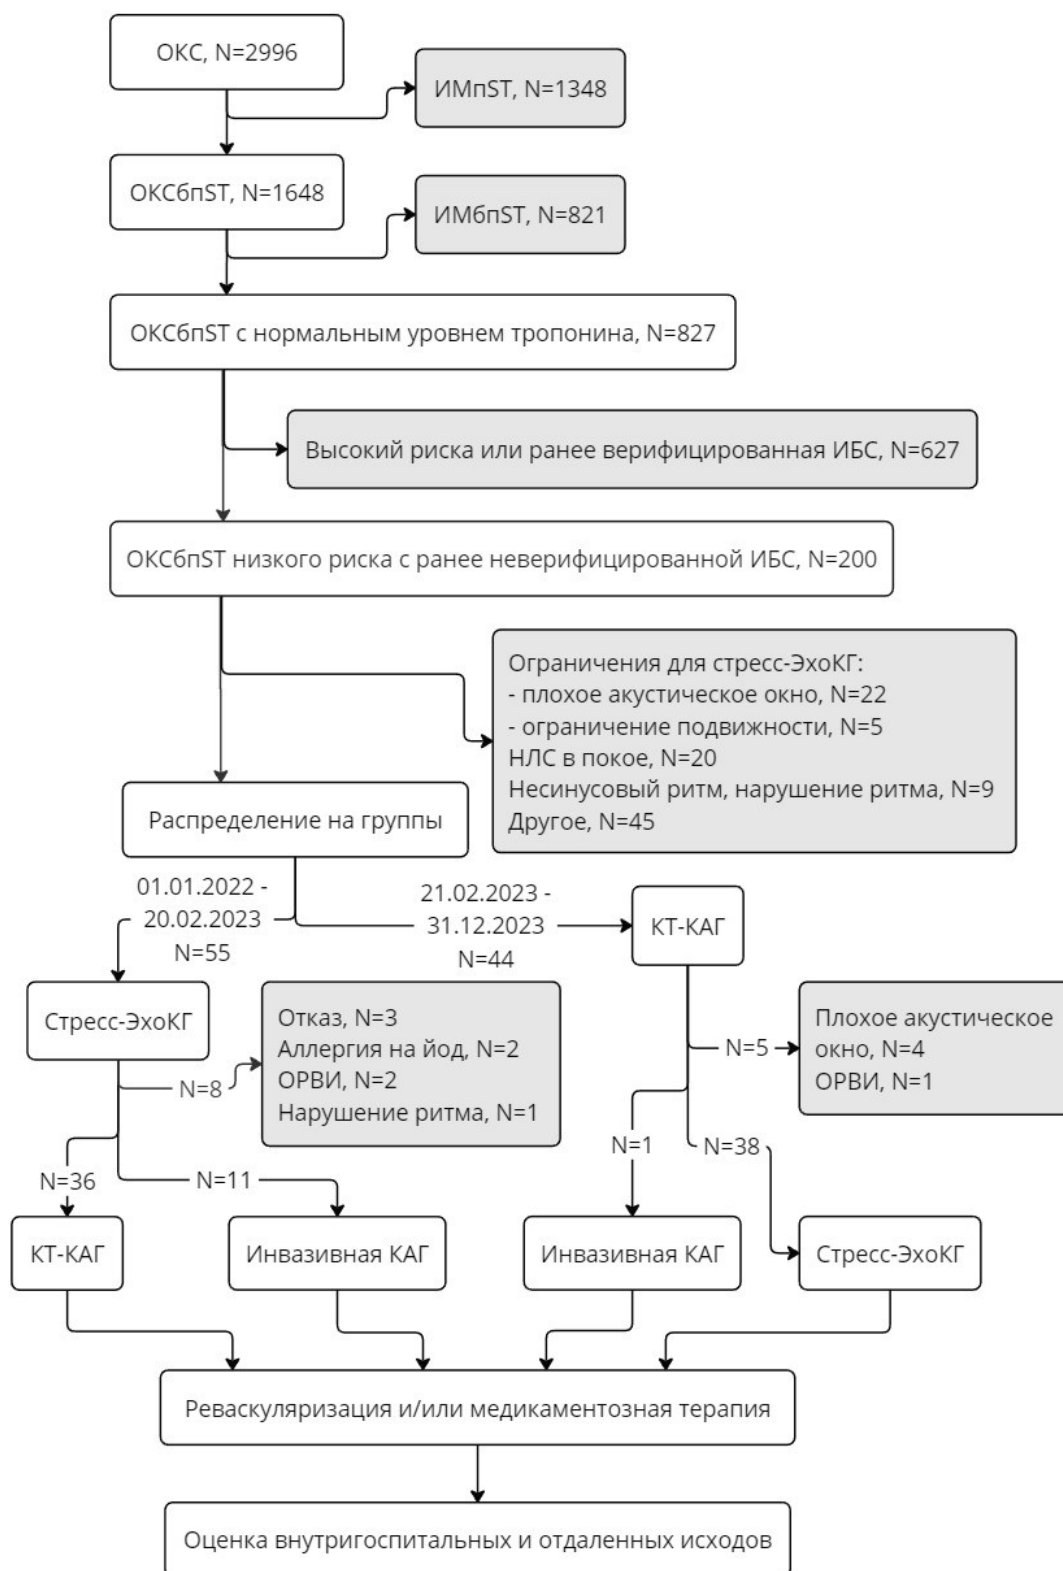 ОКС, N=2996
ИМпST, N=1348
ОКСбпST, N=1648
ИМбпST, N=821
ОКСбпST с нормальным уровнем тропонина, N=827
Высокий риска или ранее верифицированная ИБС, N=627
ОКСбпST низкого риска с ранее неверифицированной ИБС, N=200
Ограничения для стресс-ЭхоКГ:
- плохое акустическое окно, N=22
- ограничение подвижности, N=5
НЛС в покое, N=20
Несинусовый ритм, нарушение ритма, N=9
Другое, N=45
Распределение на группы
01.01.2022 -
20.02.2023
N=55
21.02.2023 -
31.12.2023
N=44
КТ-КАГ
Стресс-ЭхоКГ
N=8
Отказ, N=3
Аллергия на йод, N=2
ОРВИ, N=2
Нарушение ритма, N=1
N=5
Плохое акустическое
окно, N=4
ОРВИ, N=1
N=36
N=11
N=1
N=38
КТ-КАГ
Инвазивная КАГ
Инвазивная КАГ
Стресс-ЭхоКГ
Реваскуляризация и/или медикаментозная терапия
Оценка внутригоспитальных и отдаленных исходов